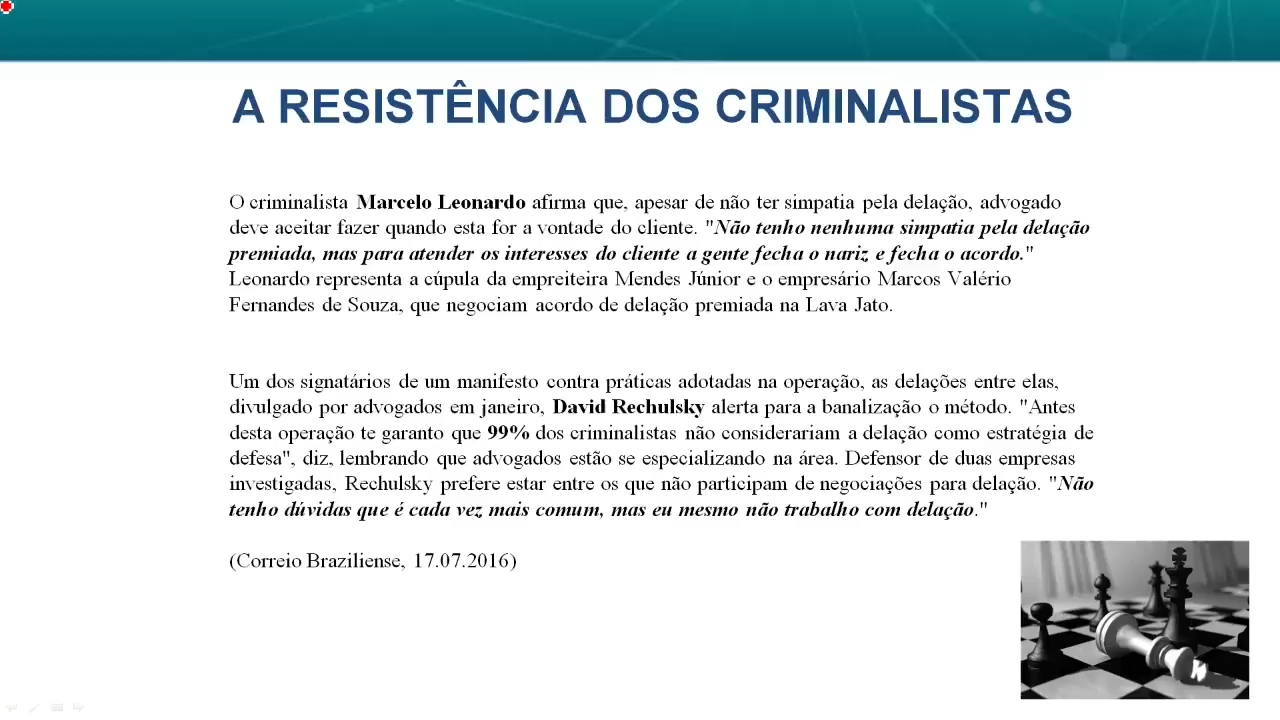 A RESISTÊNCIA DOS CRIMINALISTAS
O criminalista Marcelo Leonardo afirma que, apesar de não ter simpatia pela delação, advogado
deve aceitar fazer quando esta for a vontade do cliente. "Não tenho nenhuma simpatia pela delação
premiada, mas para atender os interesses do cliente a gente fecha o nariz e fecha o acordo."
Leonardo representa a cúpula da empreiteira Mendes Júnior e o empresário Marcos Valério
Fernandes de Souza, que negociam acordo de delação premiada na Lava Jato.
Um dos signatários de um manifesto contra práticas adotadas na operação, as delações entre elas,
divulgado por advogados em janeiro, David Rechulsky alerta para a banalização o método. "Antes
desta operação te garanto que 99% dos criminalistas não considerariam a delação como estratégia de
defesa", diz, lembrando que advogados estão se especializando na área. Defensor de duas empresas
investigadas, Rechulsky prefere estar entre os que não participam de negociações para delação. "Não
tenho dúvidas que é cada vez mais comum, mas eu mesmo não trabalho com delação."
(Correio Braziliense, 17.07.2016)